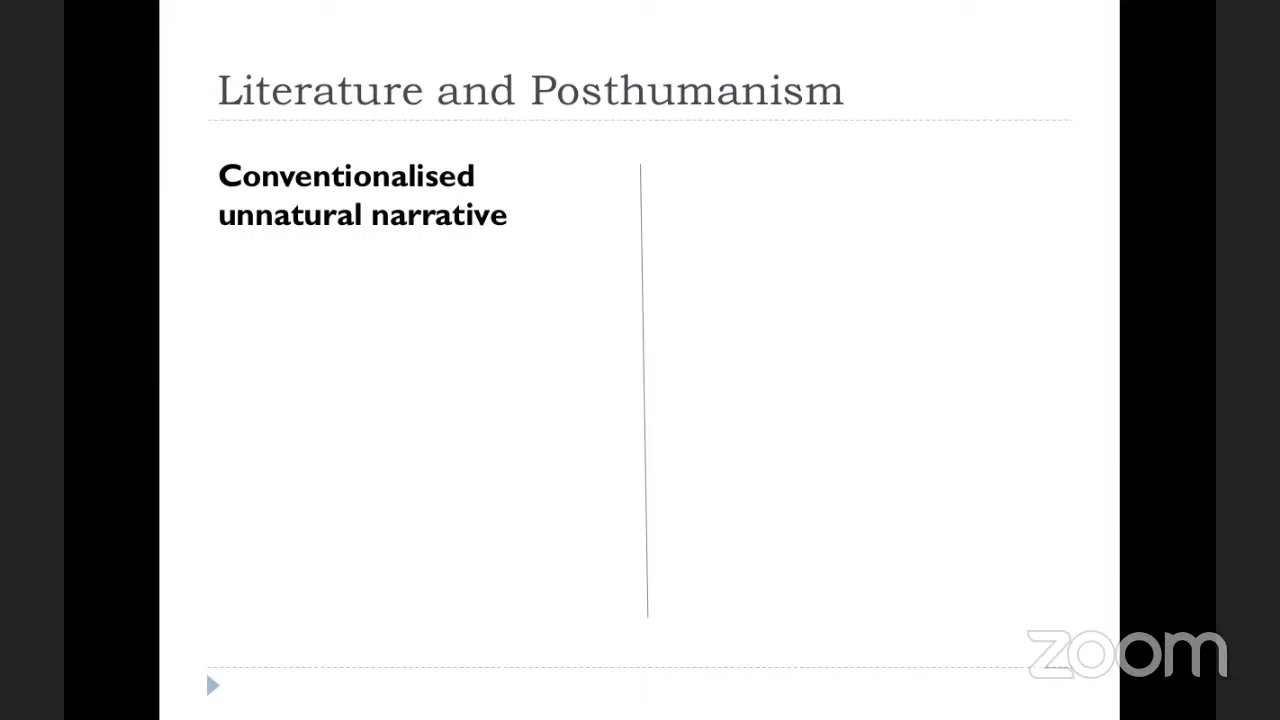 Literature and Posthumanism
Conventionalised
unnatural narrative
zoom